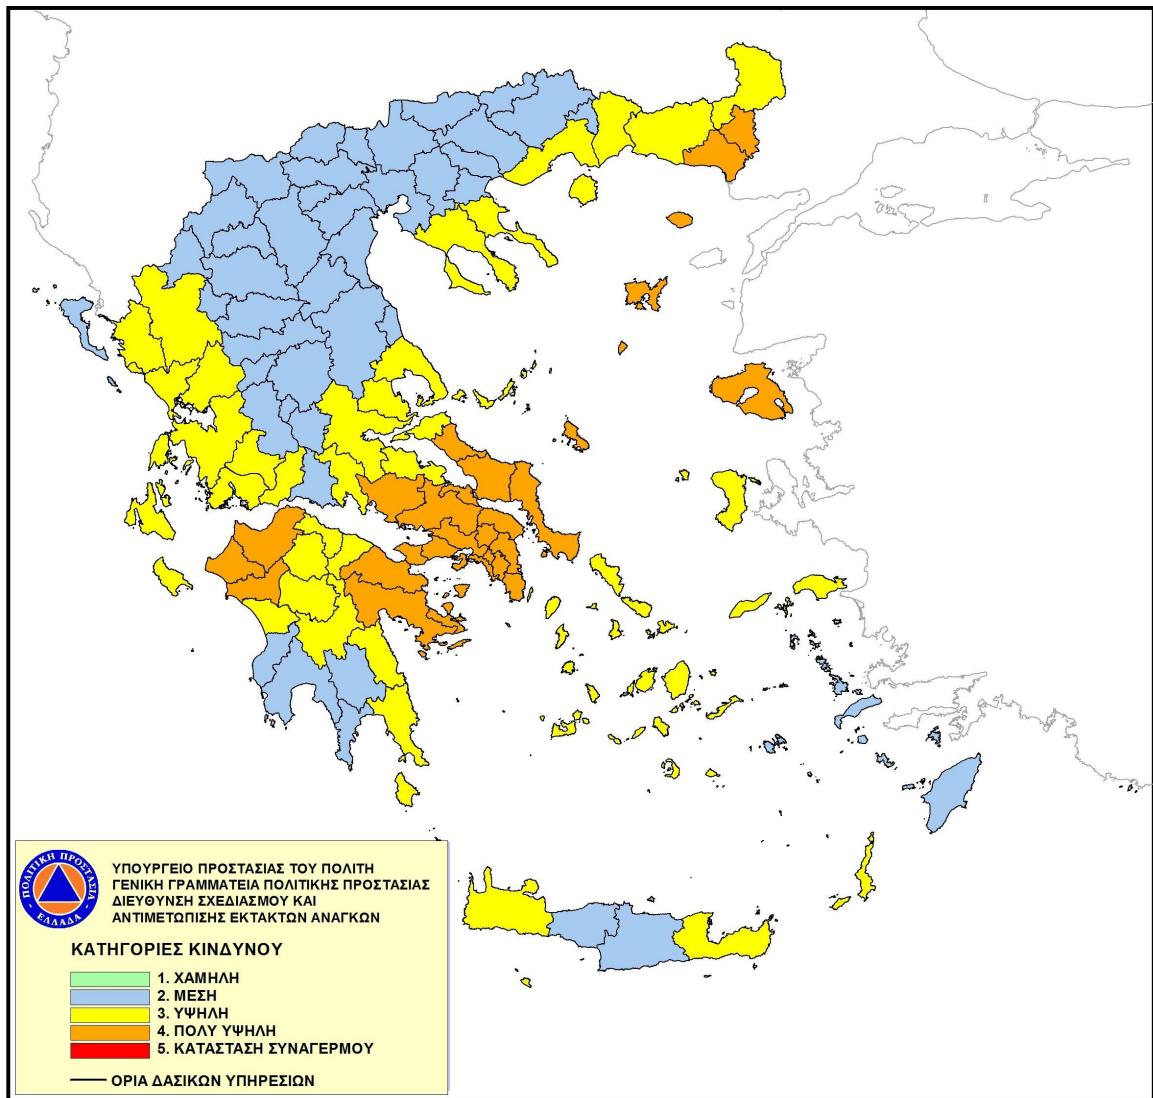 ΠΟΛΙΤΙΚΗ ΠΡΟΣΤΑΣΙΑ
- ΕΛΛΑΔΑ -
ΥΠΟΥΡΓΕΙΟ ΠΡΟΣΤΑΣΙΑΣ ΤΟΥ ΠΟΛΙΤΗ
ΓΕΝΙΚΗ ΓΡΑΜΜΑΤΕΙΑ ΠΟΛΙΤΙΚΗΣ ΠΡΟΣΤΑΣΙΑΣ
ΔΙΕΥΘΥΝΣΗ ΣΧΕΔΙΑΣΜΟΥ ΚΑΙ
ΑΝΤΙΜΕΤΩΠΙΣΗΣ ΕΚΤΑΚΤΩΝ ΑΝΑΓΚΩΝ
ΚΑΤΗΓΟΡΙΕΣ ΚΙΝΔΥΝΟΥ
1. ΧΑΜΗΛΗ
2. ΜΕΣΗ
3. ΥΨΗΛΗ
4. ΠΟΛΥ ΥΨΗΛΗ
5. ΚΑΤΑΣΤΑΣΗ ΣΥΝΑΓΕΡΜΟΥ
ΟΡΙΑ ΔΑΣΙΚΩΝ ΥΠΗΡΕΣΙΩΝ